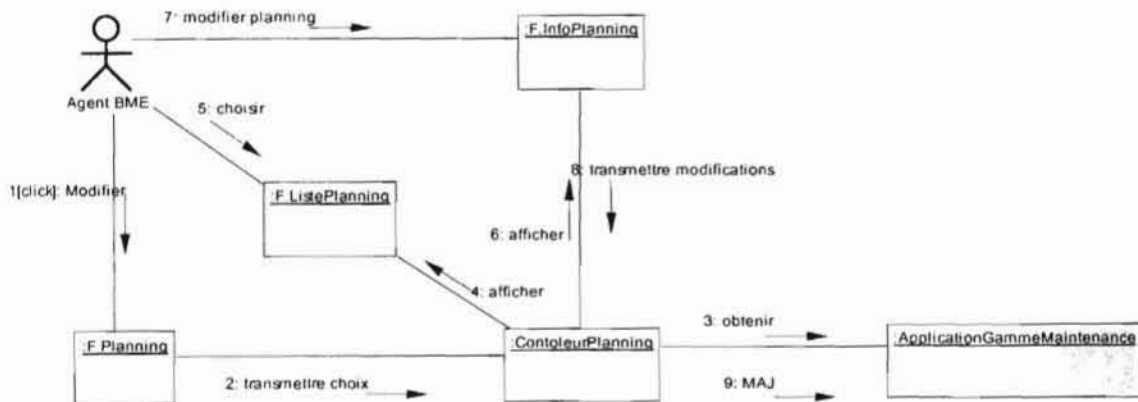 7: modifier planning
:F.InfoPlanning
Agent BME
5: choisir
8: transmettre modifications
1[click]: Modifier
:F.ListePlanning
6: afficher
4: afficher
3: obtenir
:F.Planning
:ContoleurPlanning
:ApplicationGammeMaintenance
2: transmettre choix
9: MAJ